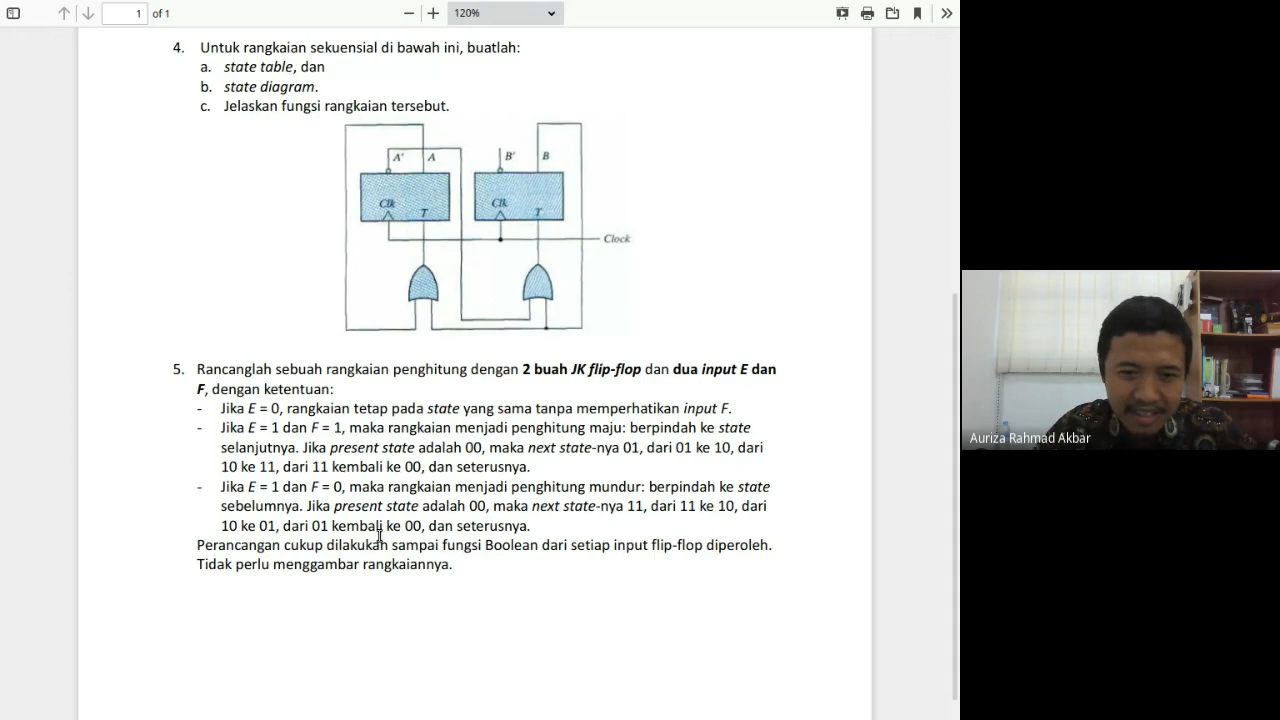 1 of 1
120%
4. Untuk rangkaian sekuensial di bawah ini, buatlah:
a. state table, dan
b. state diagram.
c. Jelaskan fungsi rangkaian tersebut.
A' A B' B
Clk T Clk T
Clock
5. Rancanglah sebuah rangkaian penghitung dengan 2 buah JK flip-flop dan dua input E dan
F, dengan ketentuan:
- Jika E = 0, rangkaian tetap pada state yang sama tanpa memperhatikan input F.
- Jika E = 1 dan F = 1, maka rangkaian menjadi penghitung maju: berpindah ke state
selanjutnya. Jika present state adalah 00, maka next state-nya 01, dari 01 ke 10, dari
10 ke 11, dari 11 kembali ke 00, dan seterusnya.
- Jika E = 1 dan F = 0, maka rangkaian menjadi penghitung mundur: berpindah ke state
sebelumnya. Jika present state adalah 00, maka next state-nya 11, dari 11 ke 10, dari
10 ke 01, dari 01 kembali ke 00, dan seterusnya.
Perancangan cukup dilakukan sampai fungsi Boolean dari setiap input flip-flop diperoleh.
Tidak perlu menggambar rangkaiannya.
Auriza Rahmad Akbar